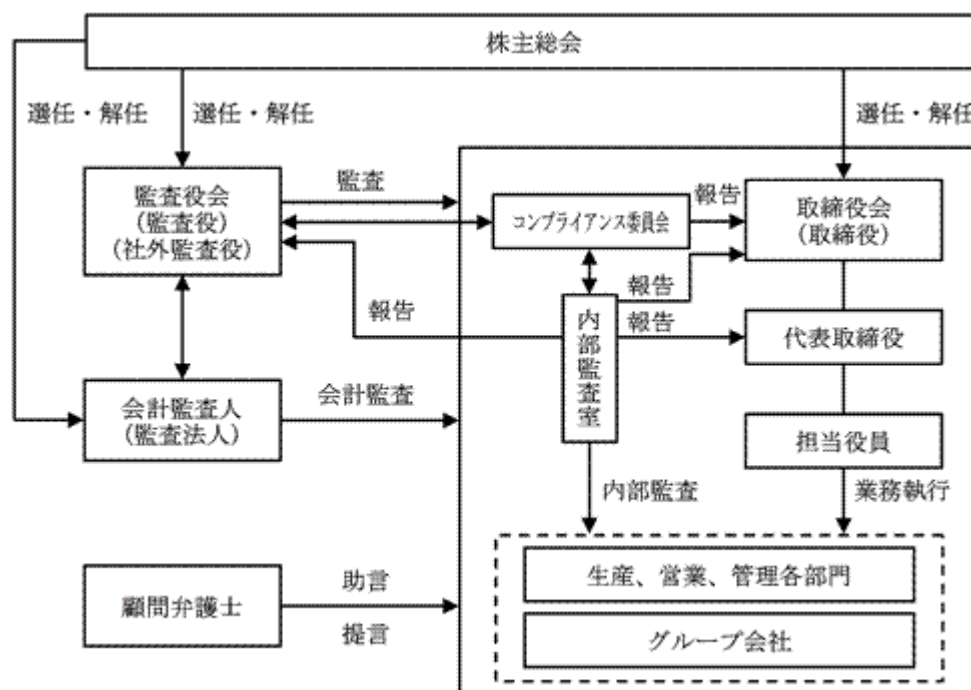 株主総会
選任・解任
選任・解任
選任・解任
監査役会
(監査役)
(社外監査役)
監査
コンプライアンス委員会
報告
取締役会
(取締役)
報告
報告
報告
内部監査室
代表取締役
会計監査人
(監査法人)
会計監査
担当役員
内部監査
業務執行
生産、営業、管理各部門
顧問弁護士
助言
提言
グループ会社